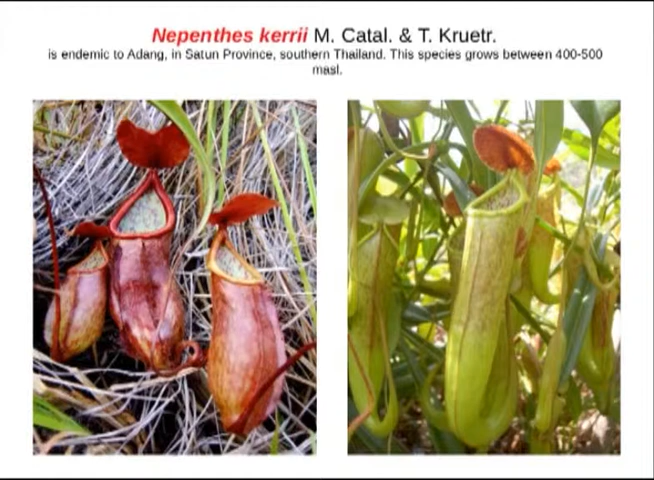 Nepenthes kerrii M. Catal. & T. Kruetr.
is endemic to Adang, in Satun Province, southern Thailand. This species grows between 400-500
masl.